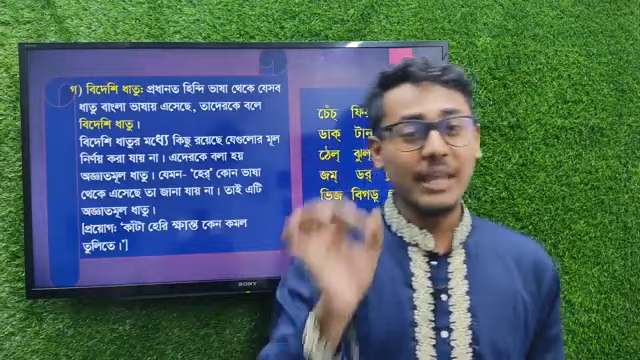 গ) বিদেশি ধাতু: প্রধানত হিন্দি ভাষা থেকে যেসব
ধাতু বাংলা ভাষায় এসেছে, তাদেরকে বলে
বিদেশি ধাতু।
বিদেশি ধাতুর মধ্যে কিছু রয়েছে যেগুলোর মূল
নির্ণয় করা যায় না। এদেরকে বলা হয়
অজ্ঞাতমূল ধাতু। যেমন- 'হের্' কোন ভাষা
থেকে এসেছে তা জানা যায় না। তাই এটি
অজ্ঞাতমূল ধাতু।
[প্রয়োগ: 'কাঁটা হেরি ক্ষান্ত কেন কমল
তুলিতে।']
চেঁচ্
ডাক্ টান্
ঠেল্ ঝুল্
জম্ ডর্
ভিজ্ বিগড়্
SONY